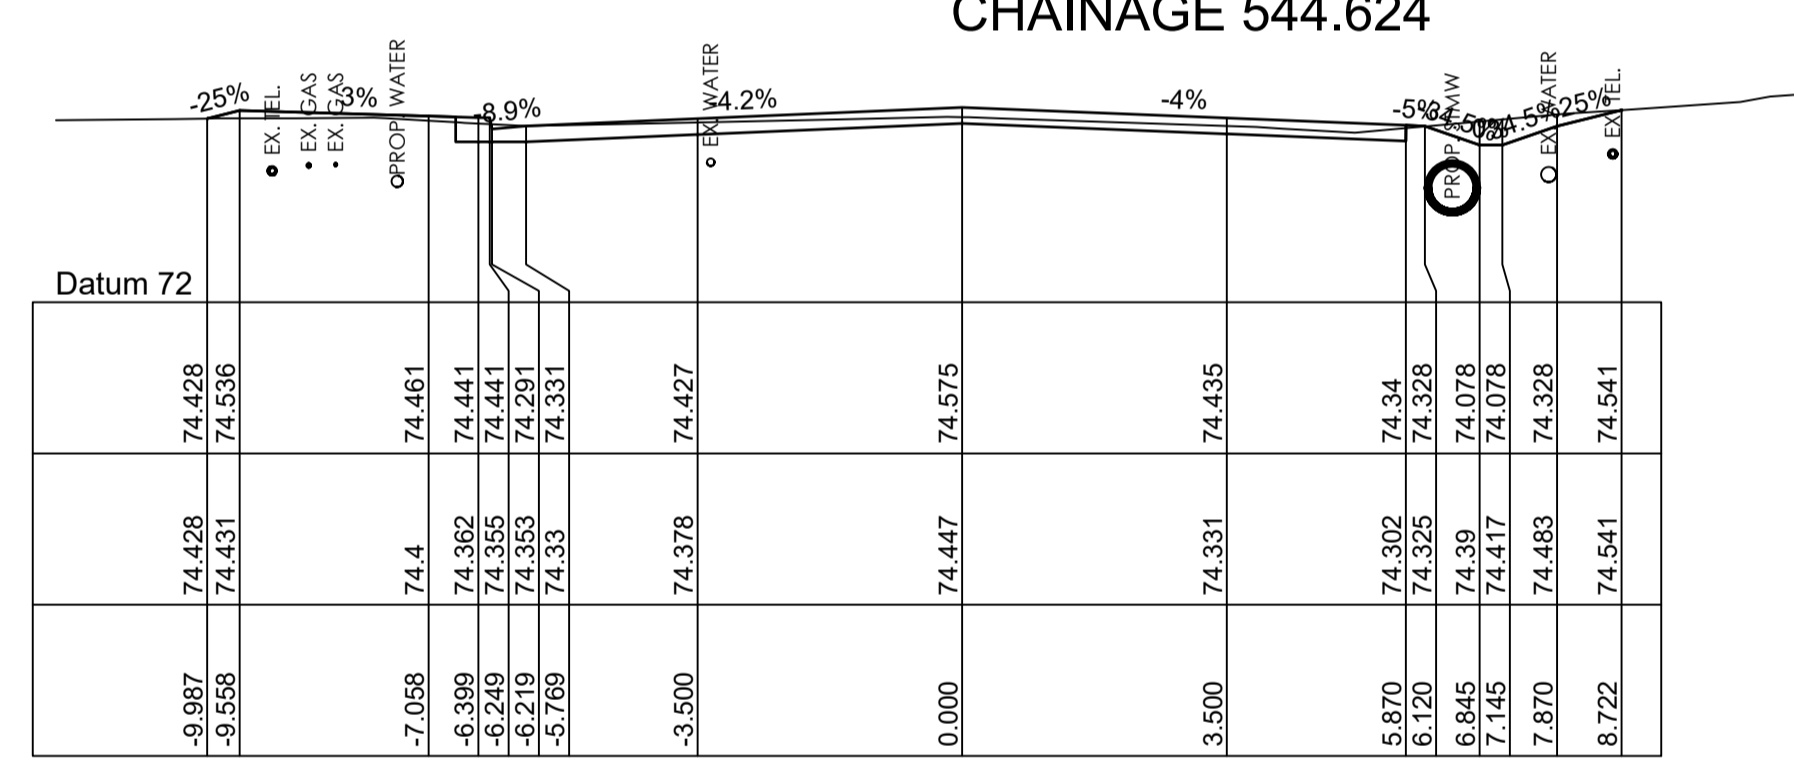 CHAINAGE 544.624
-25%
EX. TEL.
EX. GAS
EX. GAS
-3%
PROP. WATER
-8.9%
EX. WATER
-4.2%
-4%
-5%
0%
EX. WATER
25%
EX. TEL.
Datum 72
74.428 74.536 74.461 74.441 74.441 74.291 74.331 74.427 74.575 74.435 74.34 74.328 74.078 74.078 74.328 74.541
74.428 74.431 74.4 74.362 74.355 74.353 74.33 74.378 74.447 74.331 74.302 74.325 74.39 74.417 74.483 74.541
-9.987 -9.558 -7.058 -6.399 -6.249 -6.219 -5.769 -3.500 0.000 3.500 5.870 6.120 6.845 7.145 7.870 8.722